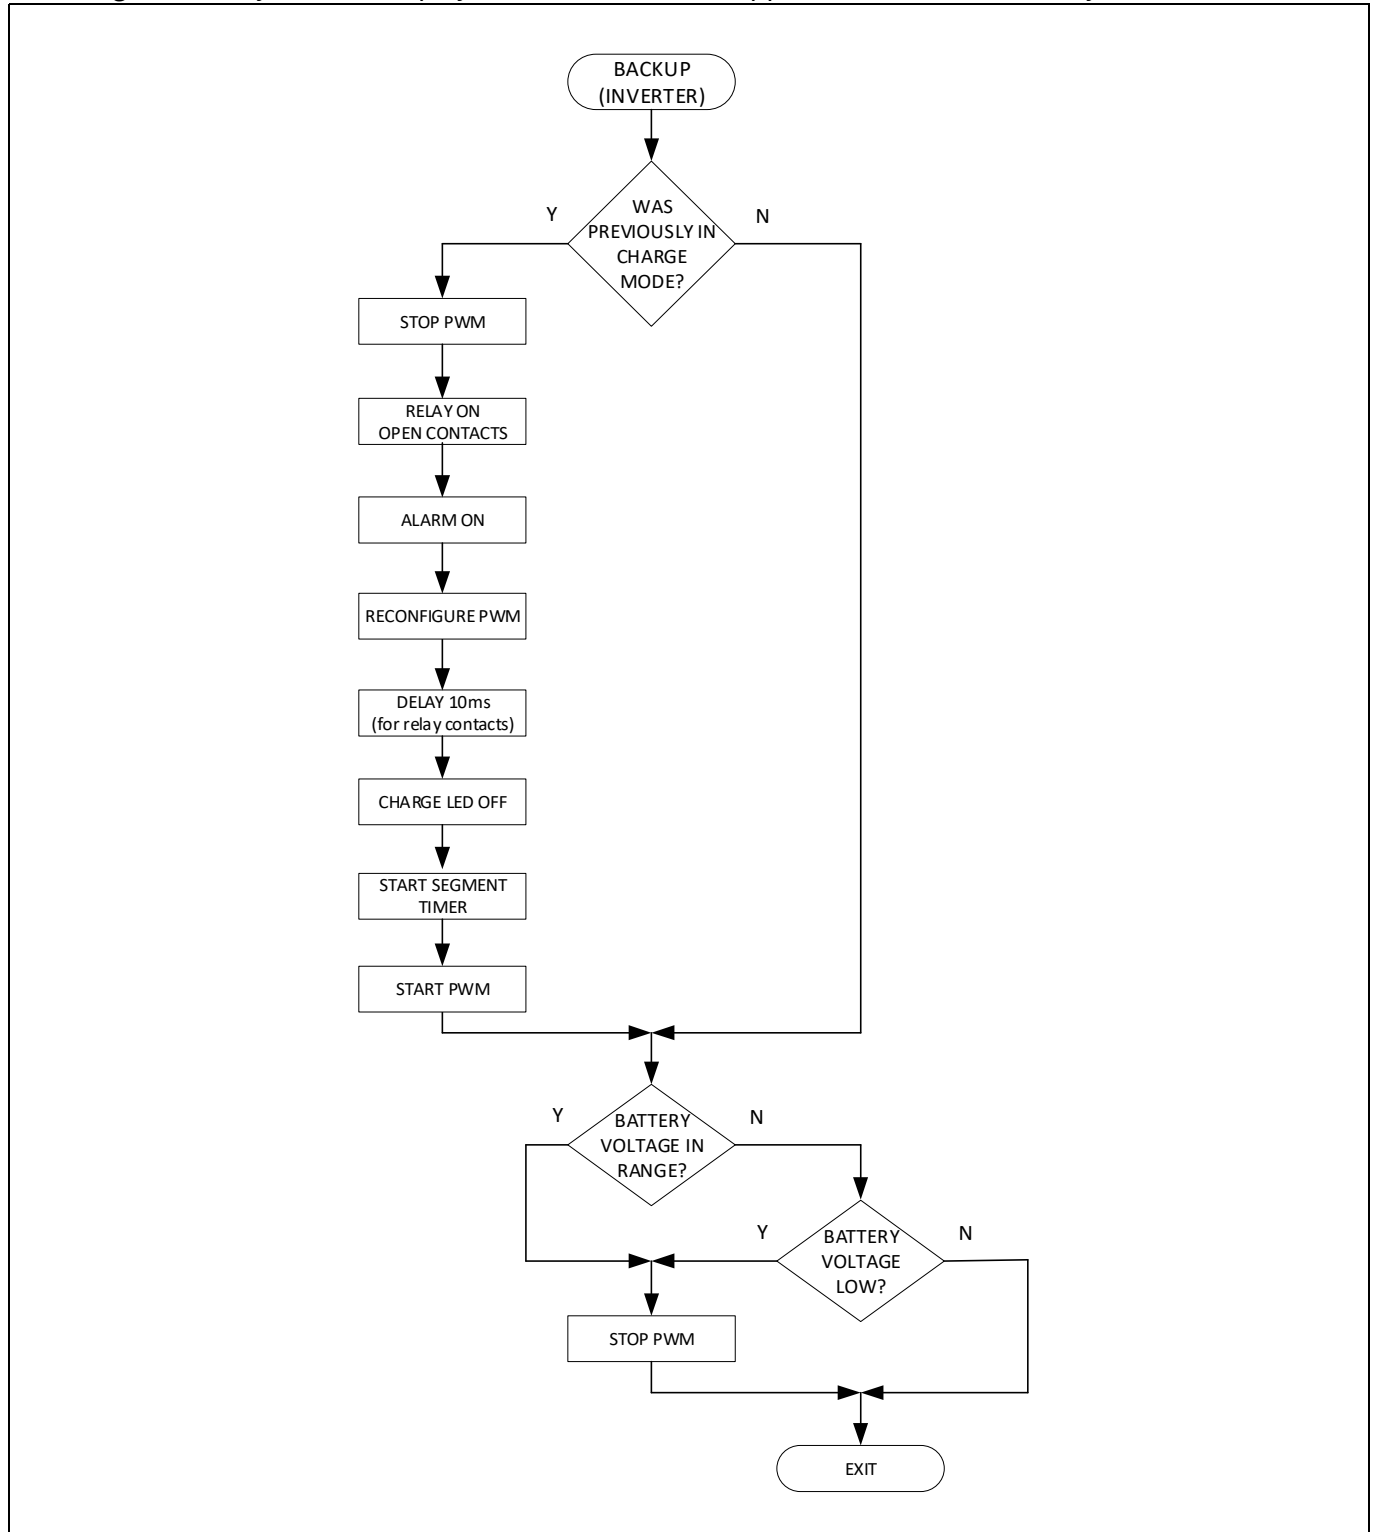 BACKUP
(INVERTER)
WAS
PREVIOUSLY IN
CHARGE
MODE?
Y
N
STOP PWM
RELAY ON
OPEN CONTACTS
ALARM ON
RECONFIGURE PWM
DELAY 10ms
(for relay contacts)
CHARGE LED OFF
START SEGMENT
TIMER
START PWM
BATTERY
VOLTAGE IN
RANGE?
Y
N
BATTERY
VOLTAGE
LOW?
Y
N
STOP PWM
EXIT